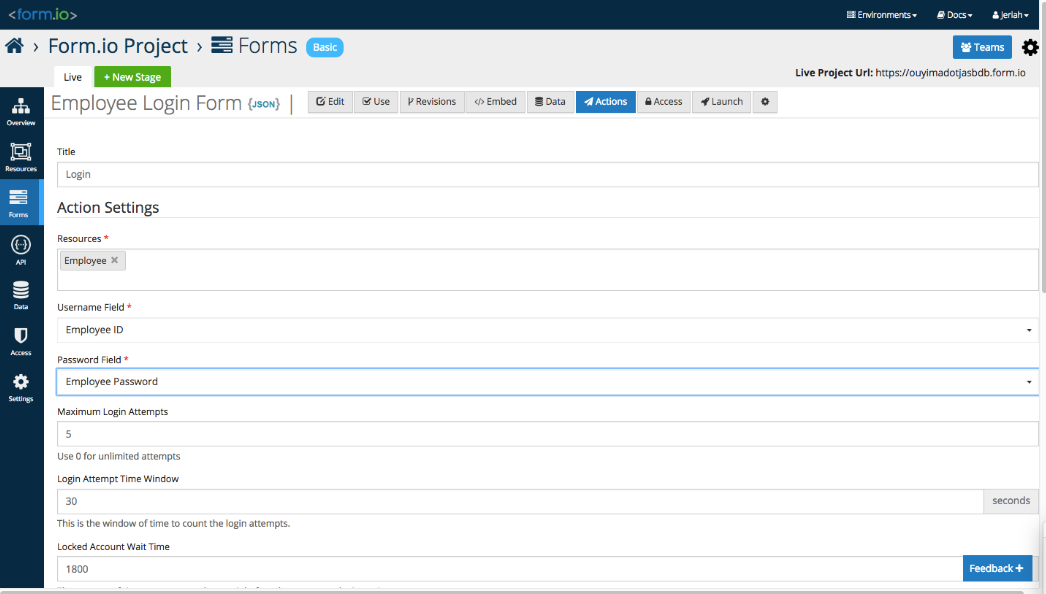 <form.io>
Environments Docs Jerlah
Form.io Project › Forms Basic
Teams
Live + New Stage
Live Project Url: https://ouyimadotjasbdb.form.io
Employee Login Form {JSON} |
Edit Use Revisions </> Embed Data Actions Access Launch
Overview
Resources
Forms
API
Data
Access
Settings
Title
Login
Action Settings
Resources *
Employee ✕
Username Field *
Employee ID
Password Field *
Employee Password
Maximum Login Attempts
5
Use 0 for unlimited attempts
Login Attempt Time Window
30 seconds
This is the window of time to count the login attempts.
Locked Account Wait Time
1800
Feedback +